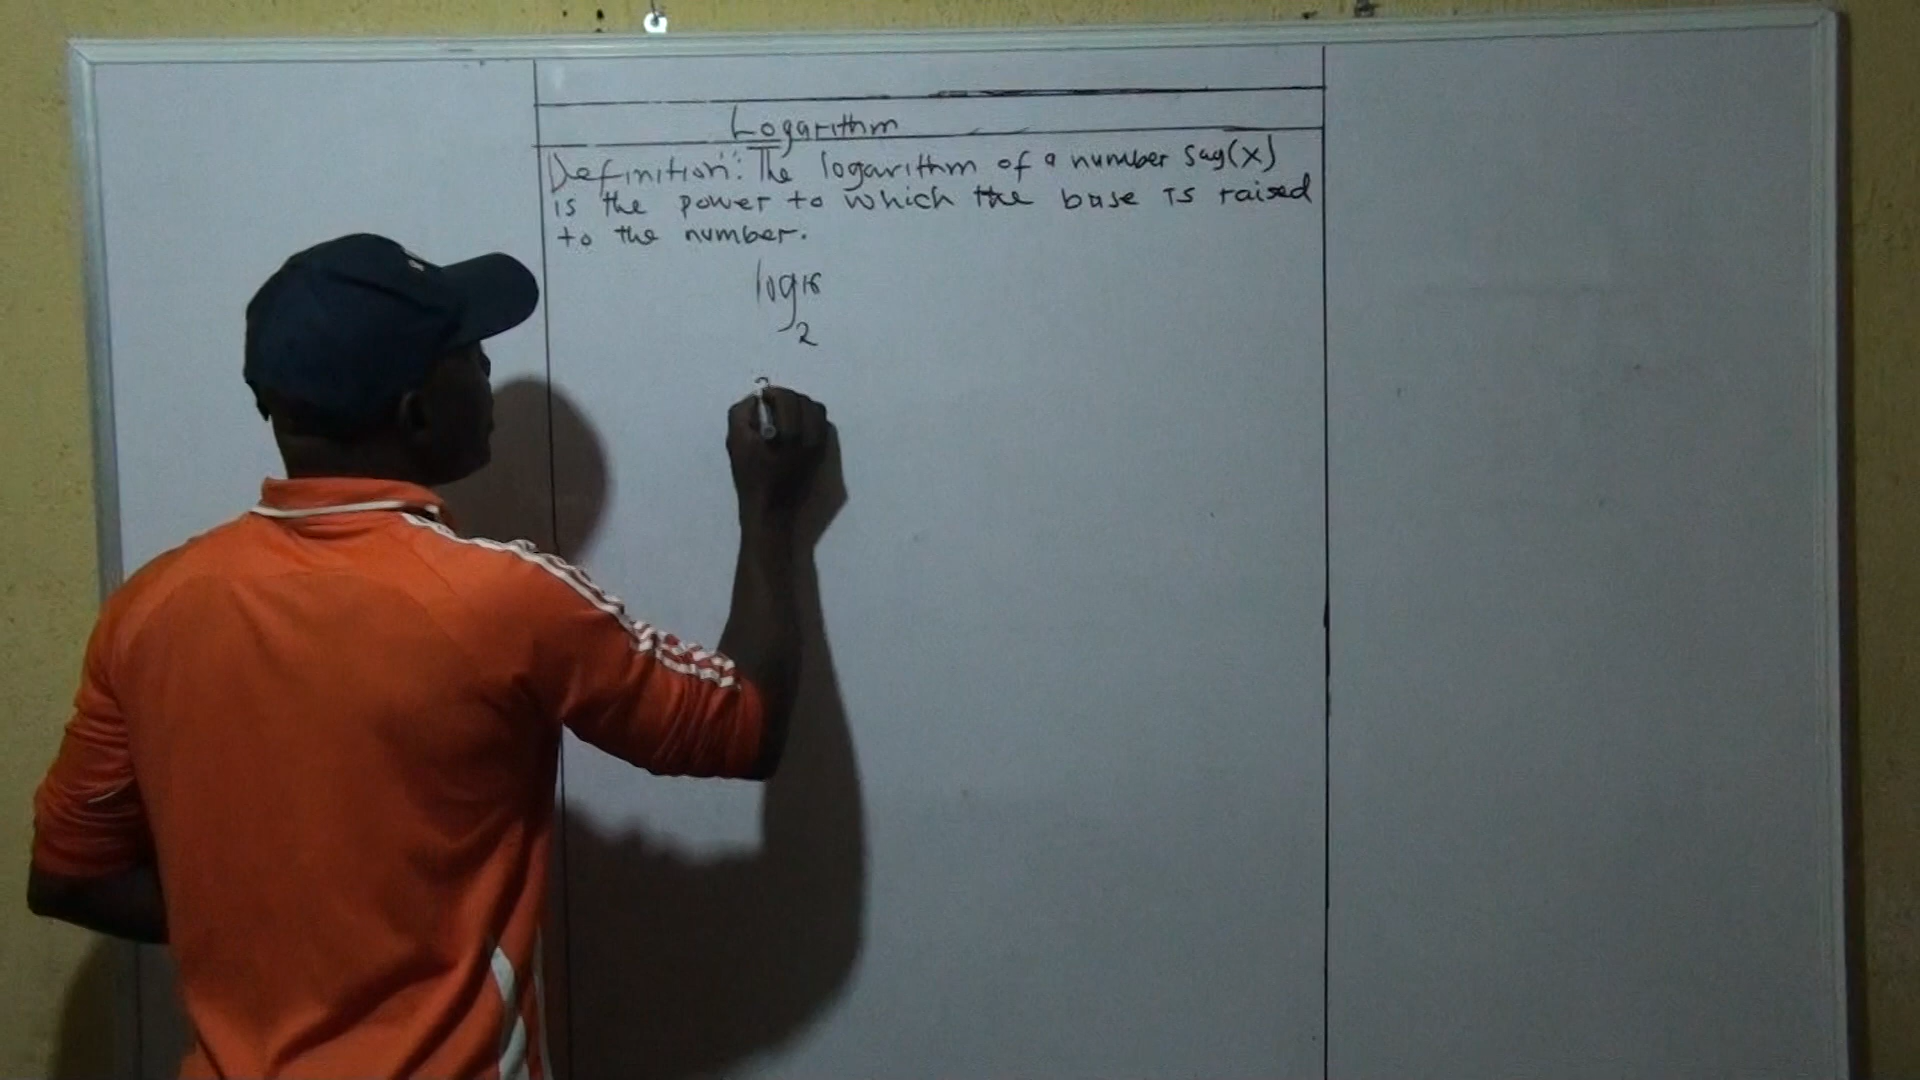 Logarithm
Definition: The logarithm of a number say(x)
is the power to which the base is raised
to the number.
log16
2
2